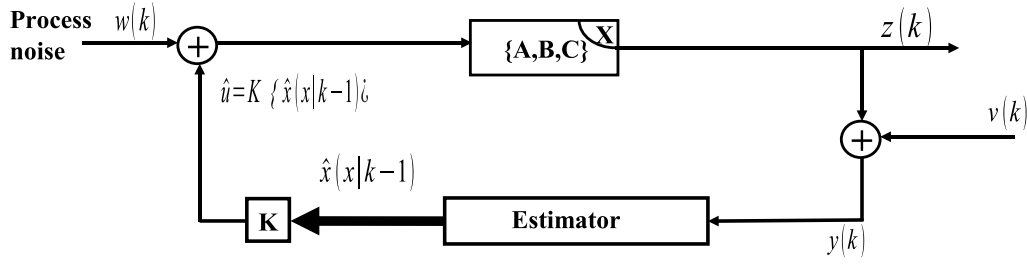 Process
noise
w(k)
+
{A,B,C}
X
z(k)
û=K {x̂(x|k−1)¿
+
v(k)
x̂(x|k−1)
K
Estimator
y(k)